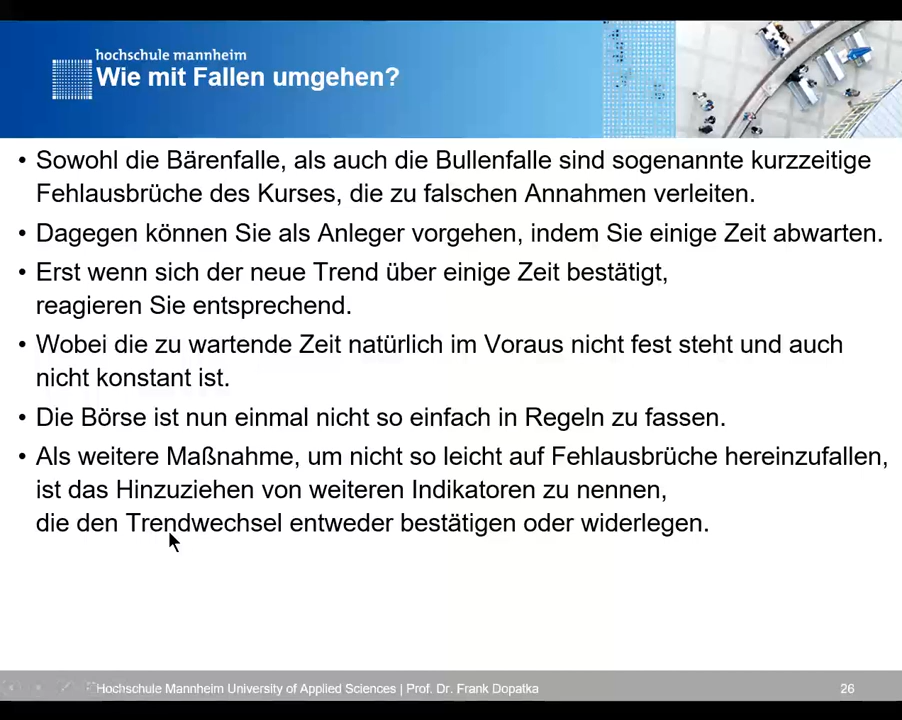 hochschule mannheim
Wie mit Fallen umgehen?
• Sowohl die Bärenfalle, als auch die Bullenfalle sind sogenannte kurzzeitige
Fehlausbrüche des Kurses, die zu falschen Annahmen verleiten.
• Dagegen können Sie als Anleger vorgehen, indem Sie einige Zeit abwarten.
• Erst wenn sich der neue Trend über einige Zeit bestätigt,
reagieren Sie entsprechend.
• Wobei die zu wartende Zeit natürlich im Voraus nicht fest steht und auch
nicht konstant ist.
• Die Börse ist nun einmal nicht so einfach in Regeln zu fassen.
• Als weitere Maßnahme, um nicht so leicht auf Fehlausbrüche hereinzufallen,
ist das Hinzuziehen von weiteren Indikatoren zu nennen,
die den Trendwechsel entweder bestätigen oder widerlegen.
Hochschule Mannheim University of Applied Sciences | Prof. Dr. Frank Dopatka
26